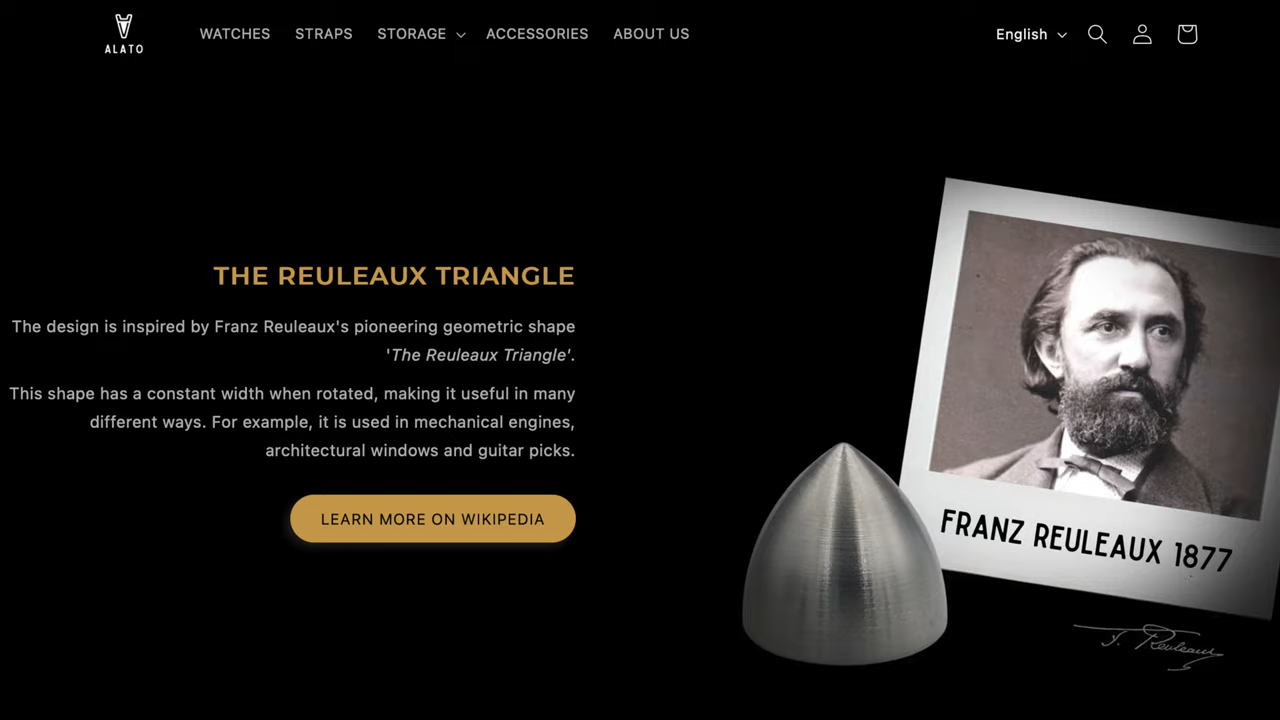 ALATO
WATCHES STRAPS STORAGE ACCESSORIES ABOUT US English
THE REULEAUX TRIANGLE
The design is inspired by Franz Reuleaux's pioneering geometric shape
'The Reuleaux Triangle'.
This shape has a constant width when rotated, making it useful in many
different ways. For example, it is used in mechanical engines,
architectural windows and guitar picks.
LEARN MORE ON WIKIPEDIA
FRANZ REULEAUX 1877
F. Reuleaux